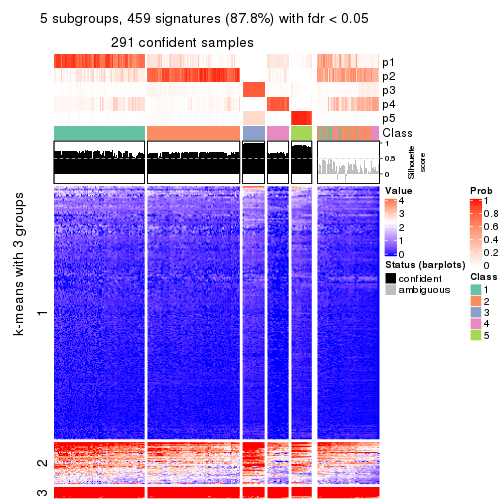 5 subgroups, 459 signatures (87.8%) with fdr < 0.05
291 confident samples
p1
p2
p3
p4
p5
Class
1
0.5
0
Silhouette
score
k-means with 3 groups
1
2
3
Value
4
3
2
1
0
Status (barplots)
confident
ambiguous
Prob
1
0.8
0.6
0.4
0.2
0
Class
1
2
3
4
5